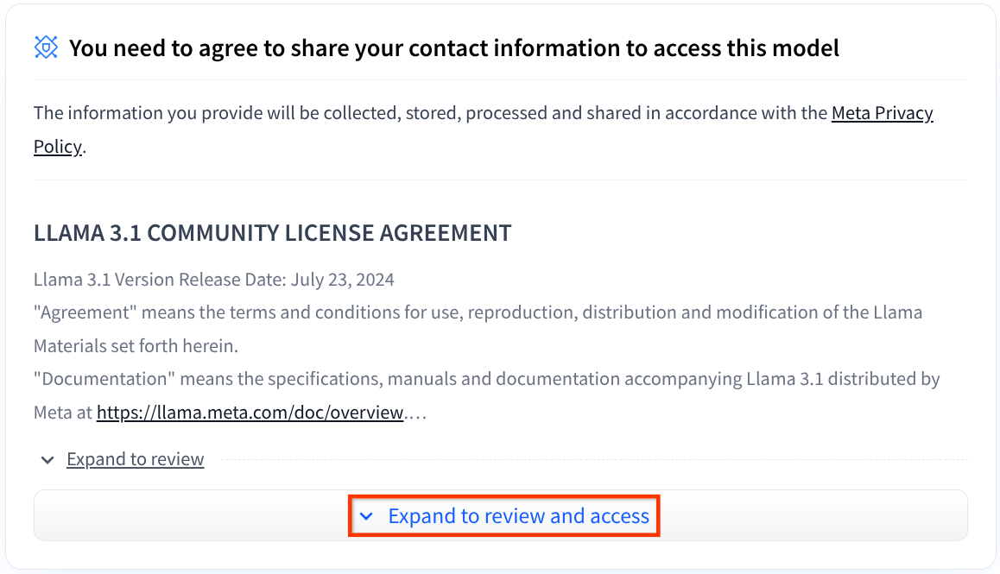 You need to agree to share your contact information to access this model
The information you provide will be collected, stored, processed and shared in accordance with the Meta Privacy
Policy.
LLAMA 3.1 COMMUNITY LICENSE AGREEMENT
Llama 3.1 Version Release Date: July 23, 2024
"Agreement" means the terms and conditions for use, reproduction, distribution and modification of the Llama
Materials set forth herein.
"Documentation" means the specifications, manuals and documentation accompanying Llama 3.1 distributed by
Meta at https://llama.meta.com/doc/overview....
Expand to review
Expand to review and access